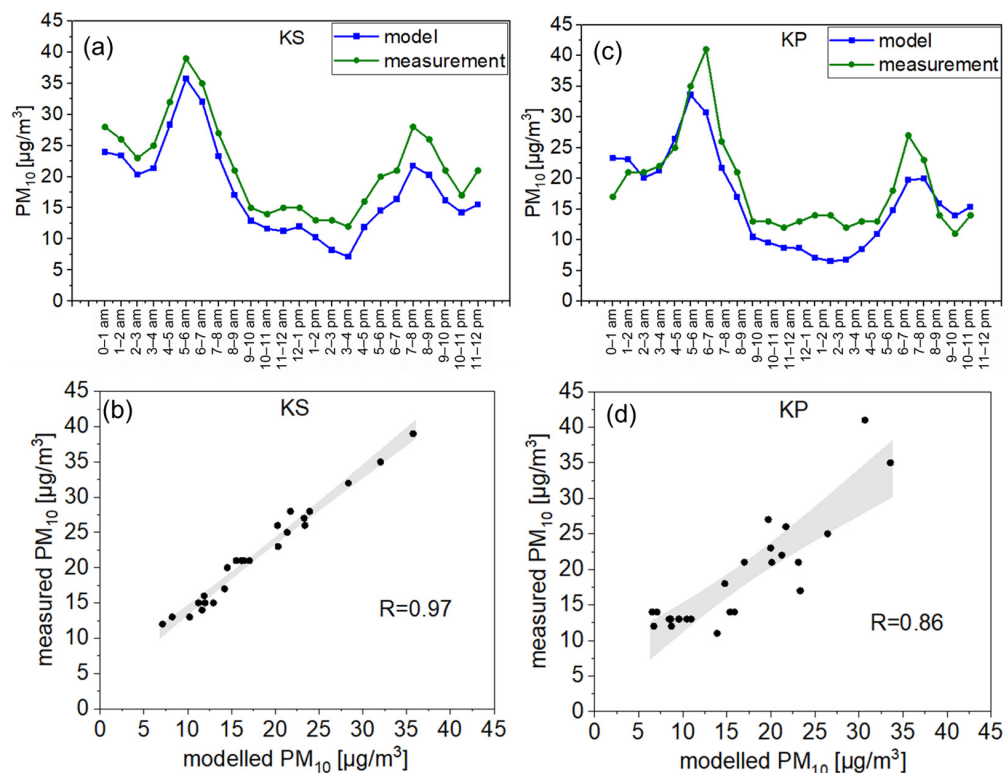 (a)
KS
model
measurement
PM10 [µg/m³]
45
40
35
30
25
20
15
10
5
0
0–1 am
1–2 am
2–3 am
3–4 am
4–5 am
5–6 am
6–7 am
7–8 am
8–9 am
9–10 am
10–11 am
11–12 am
12–1 pm
1–2 pm
2–3 pm
3–4 pm
4–5 pm
5–6 pm
6–7 pm
7–8 pm
8–9 pm
9–10 pm
10–11 pm
11–12 pm
(c)
KP
model
measurement
PM10 [µg/m³]
45
40
35
30
25
20
15
10
5
0
0–1 am
1–2 am
2–3 am
3–4 am
4–5 am
5–6 am
6–7 am
7–8 am
8–9 am
9–10 am
10–11 am
11–12 am
12–1 pm
1–2 pm
2–3 pm
3–4 pm
4–5 pm
5–6 pm
6–7 pm
7–8 pm
8–9 pm
9–10 pm
10–11 pm
11–12 pm
(b)
KS
measured PM10 [µg/m³]
45
40
35
30
25
20
15
10
5
0
R=0.97
0 5 10 15 20 25 30 35 40 45
modelled PM10 [µg/m³]
(d)
KP
measured PM10 [µg/m³]
45
40
35
30
25
20
15
10
5
0
R=0.86
0 5 10 15 20 25 30 35 40 45
modelled PM10 [µg/m³]